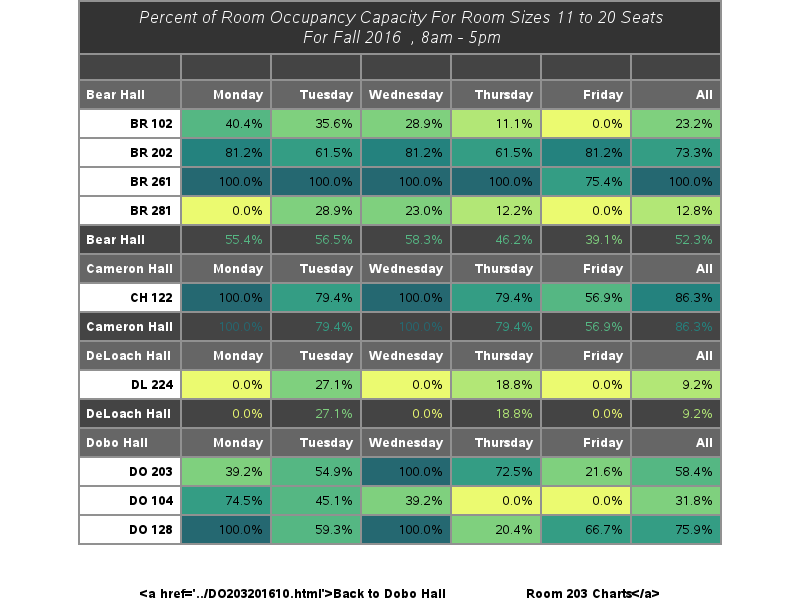 Percent of Room Occupancy Capacity For Room Sizes 11 to 20 Seats
For Fall 2016 , 8am - 5pm
Bear Hall Monday Tuesday Wednesday Thursday Friday All
BR 102 40.4% 35.6% 28.9% 11.1% 0.0% 23.2%
BR 202 81.2% 61.5% 81.2% 61.5% 81.2% 73.3%
BR 261 100.0% 100.0% 100.0% 100.0% 75.4% 100.0%
BR 281 0.0% 28.9% 23.0% 12.2% 0.0% 12.8%
Bear Hall 55.4% 56.5% 58.3% 46.2% 39.1% 52.3%
Cameron Hall Monday Tuesday Wednesday Thursday Friday All
CH 122 100.0% 79.4% 100.0% 79.4% 56.9% 86.3%
Cameron Hall 100.0% 79.4% 100.0% 79.4% 56.9% 86.3%
DeLoach Hall Monday Tuesday Wednesday Thursday Friday All
DL 224 0.0% 27.1% 0.0% 18.8% 0.0% 9.2%
DeLoach Hall 0.0% 27.1% 0.0% 18.8% 0.0% 9.2%
Dobo Hall Monday Tuesday Wednesday Thursday Friday All
DO 203 39.2% 54.9% 100.0% 72.5% 21.6% 58.4%
DO 104 74.5% 45.1% 39.2% 0.0% 0.0% 31.8%
DO 128 100.0% 59.3% 100.0% 20.4% 66.7% 75.9%
<a href='../DO203201610.html'>Back to Dobo Hall Room 203 Charts</a>